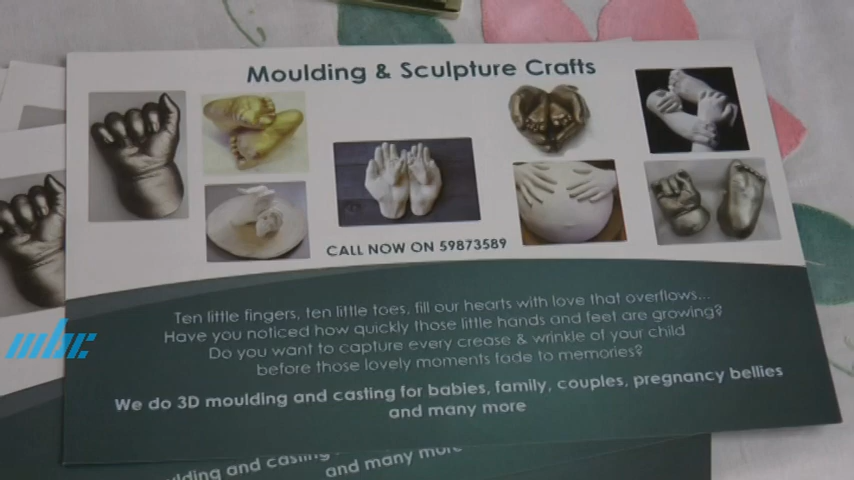 Moulding & Sculpture Crafts
CALL NOW ON 59873589
Ten little fingers, ten little toes, fill our hearts with love that overflows...
Have you noticed how quickly those little hands and feet are growing?
Do you want to capture every crease & wrinkle of your child
before those lovely moments fade to memories?
We do 3D moulding and casting for babies, family, couples, pregnancy bellies
and many more
mbc
lding and casting
and many more